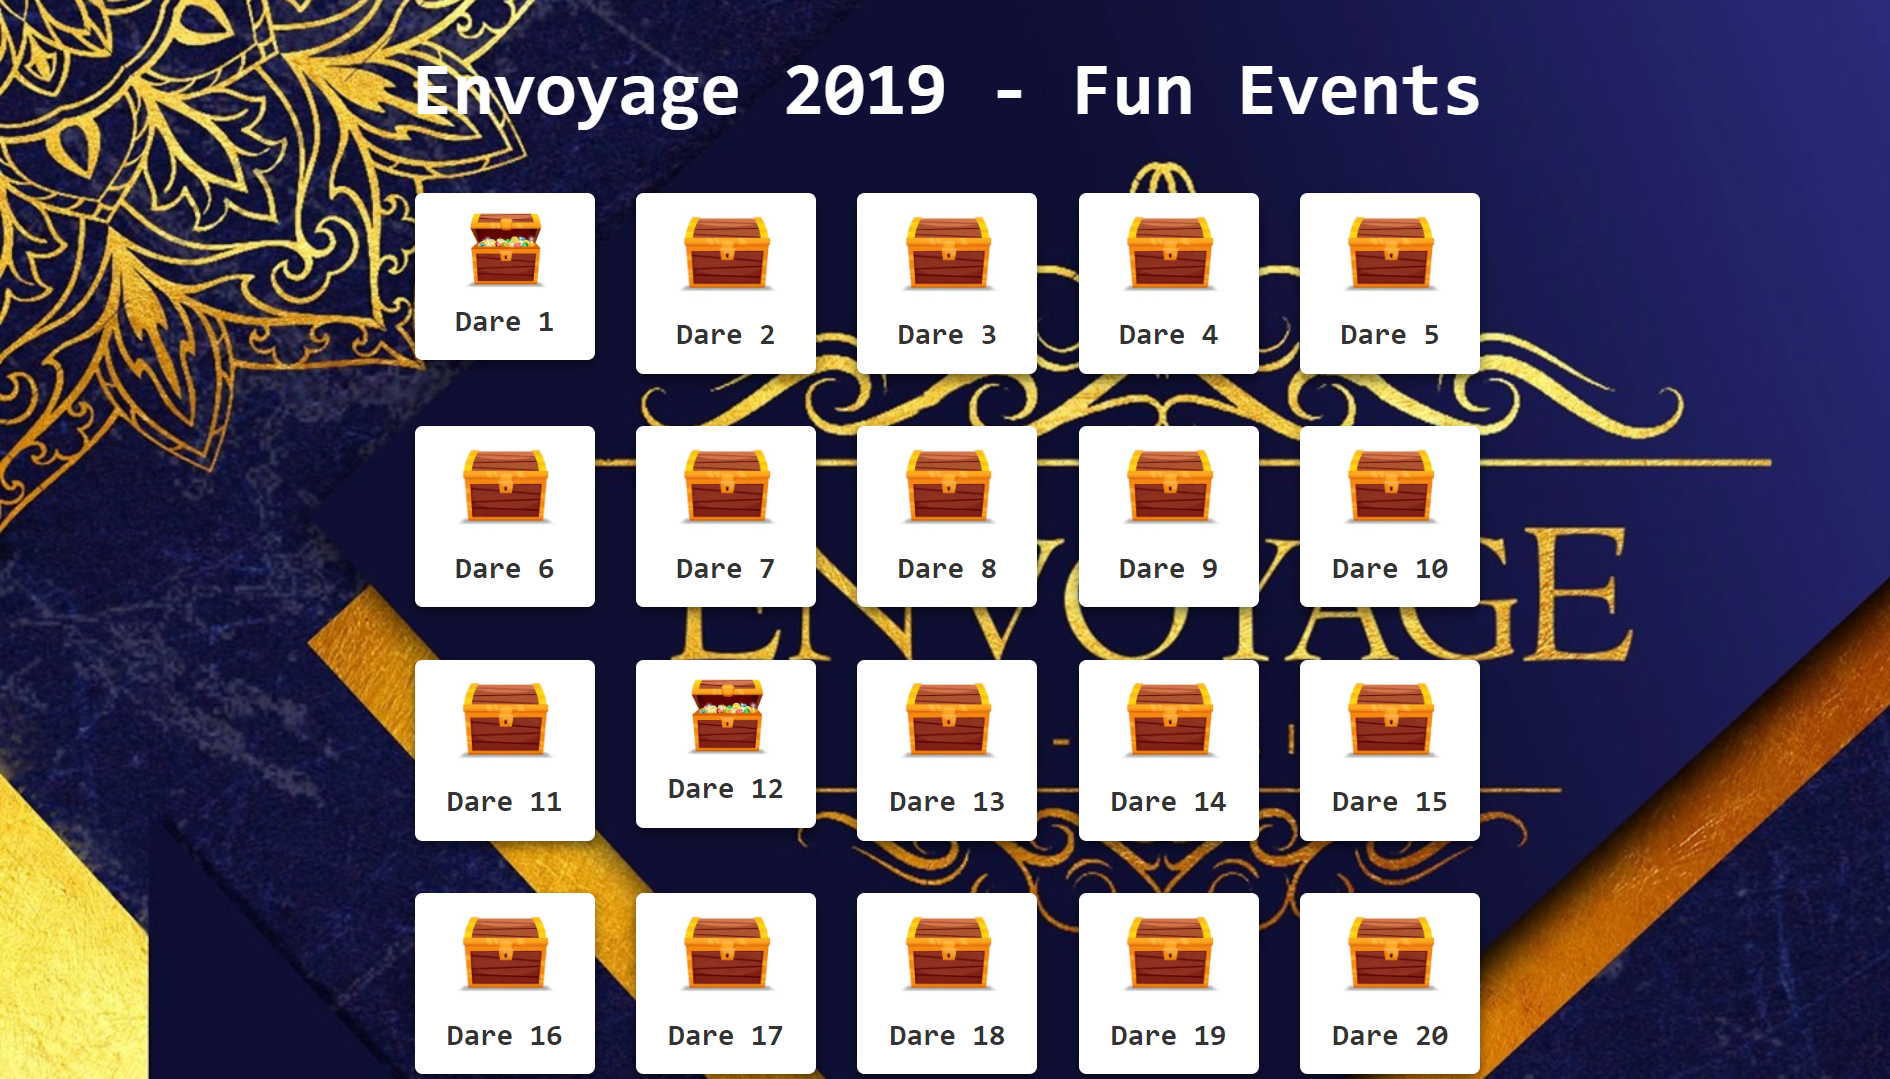 Envoyage 2019 - Fun Events
Dare 1 Dare 2 Dare 3 Dare 4 Dare 5
Dare 6 Dare 7 Dare 8 Dare 9 Dare 10
ENVOYAGE
Dare 11 Dare 12 Dare 13 Dare 14 Dare 15
Dare 16 Dare 17 Dare 18 Dare 19 Dare 20